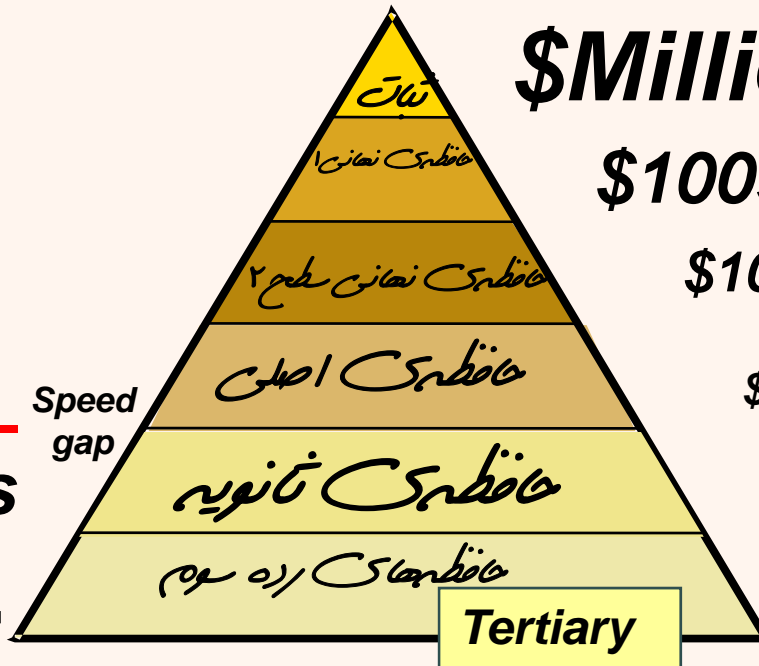 ثبات
$Milli
حافظه‌ی نهانی ۱
$100
حافظه‌ی نهانی سطح ۲
$10
حافظه‌ی اصلی
$
Speed
gap
حافظه‌ی ثانویه
s
حافظه‌های رده سوم
Tertiary